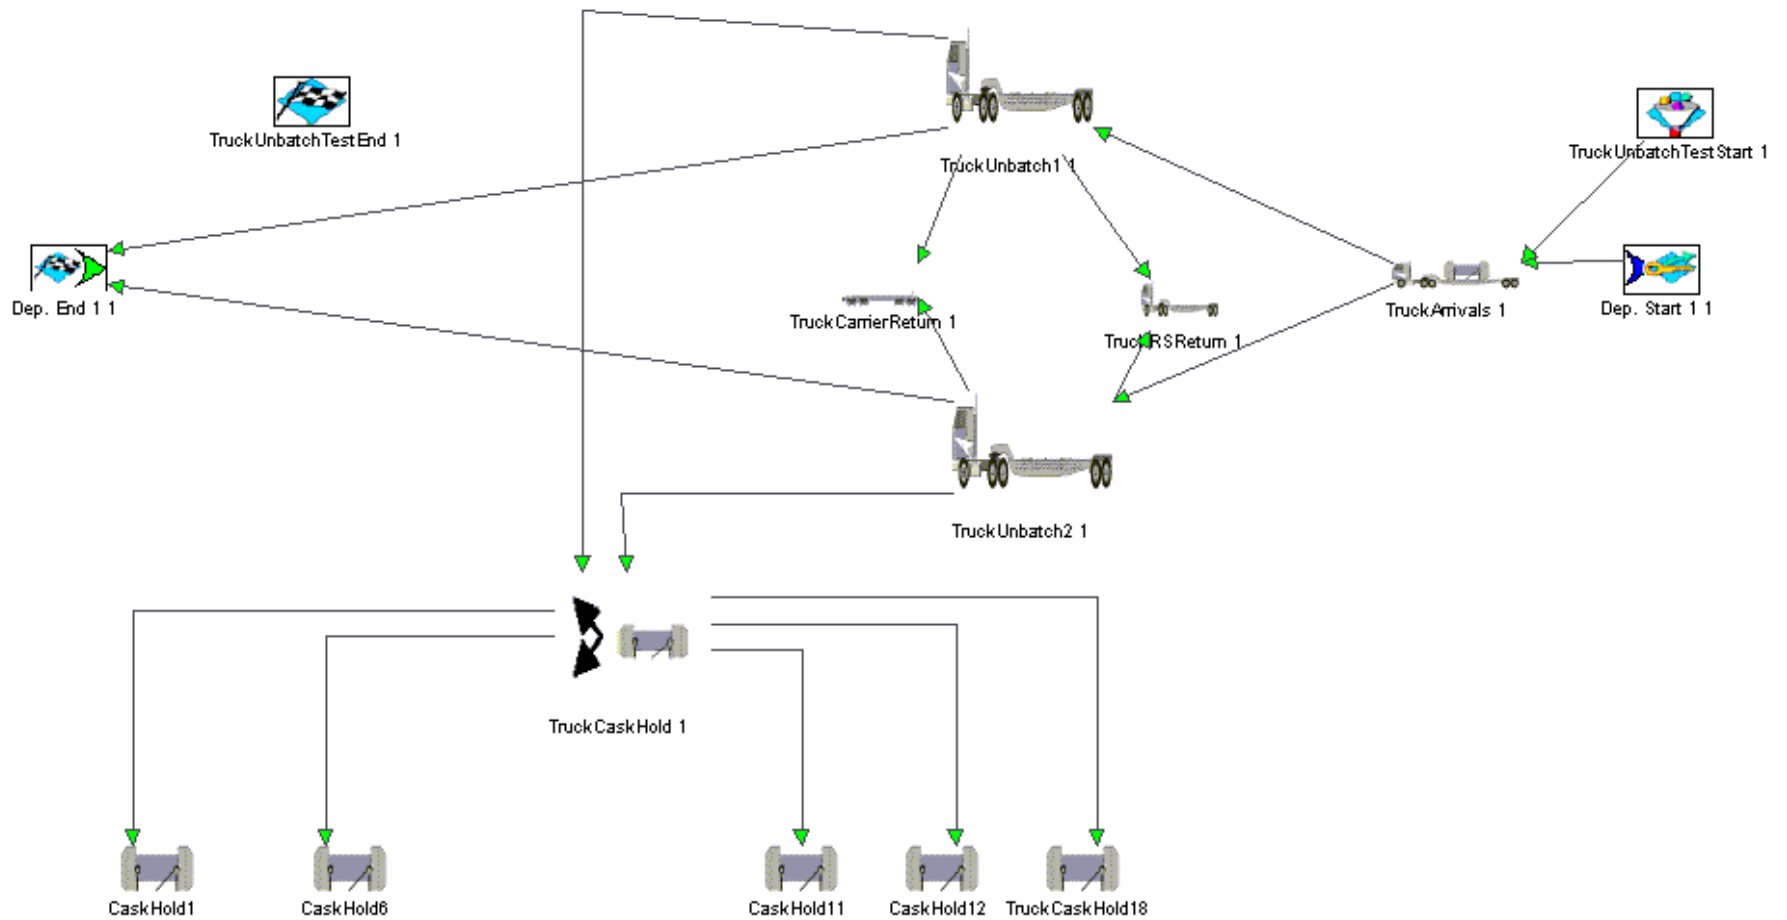 TruckUnbatchTestEnd 1
TruckUnbatch1 1
TruckUnbatchTestStart 1
Dep. End 1 1
TruckCarrierReturn 1
TruckRSReturn 1
TruckArrivals 1
Dep. Start 1 1
TruckUnbatch2 1
TruckCaskHold 1
CaskHold1
CaskHold6
CaskHold11
CaskHold12
TruckCaskHold18